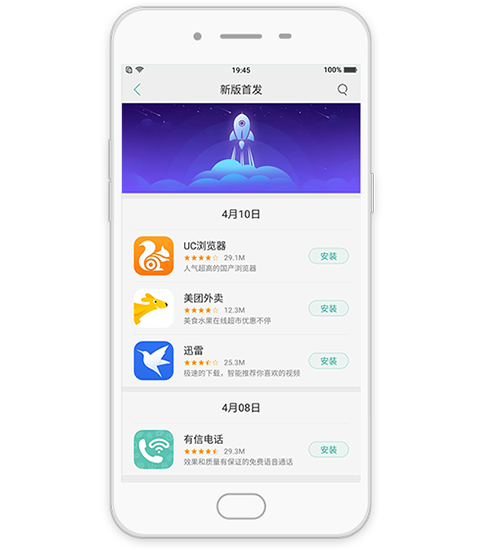 19:45
100%
新版首发
4月10日
UC浏览器
29.1M
人气超高的国产浏览器
安装
美团外卖
12.3M
美食水果在线超市优惠不停
安装
迅雷
25.3M
极速的下载，智能推荐你喜欢的视频
安装
4月08日
有信电话
29.3M
效果和质量有保证的免费语音通话
安装